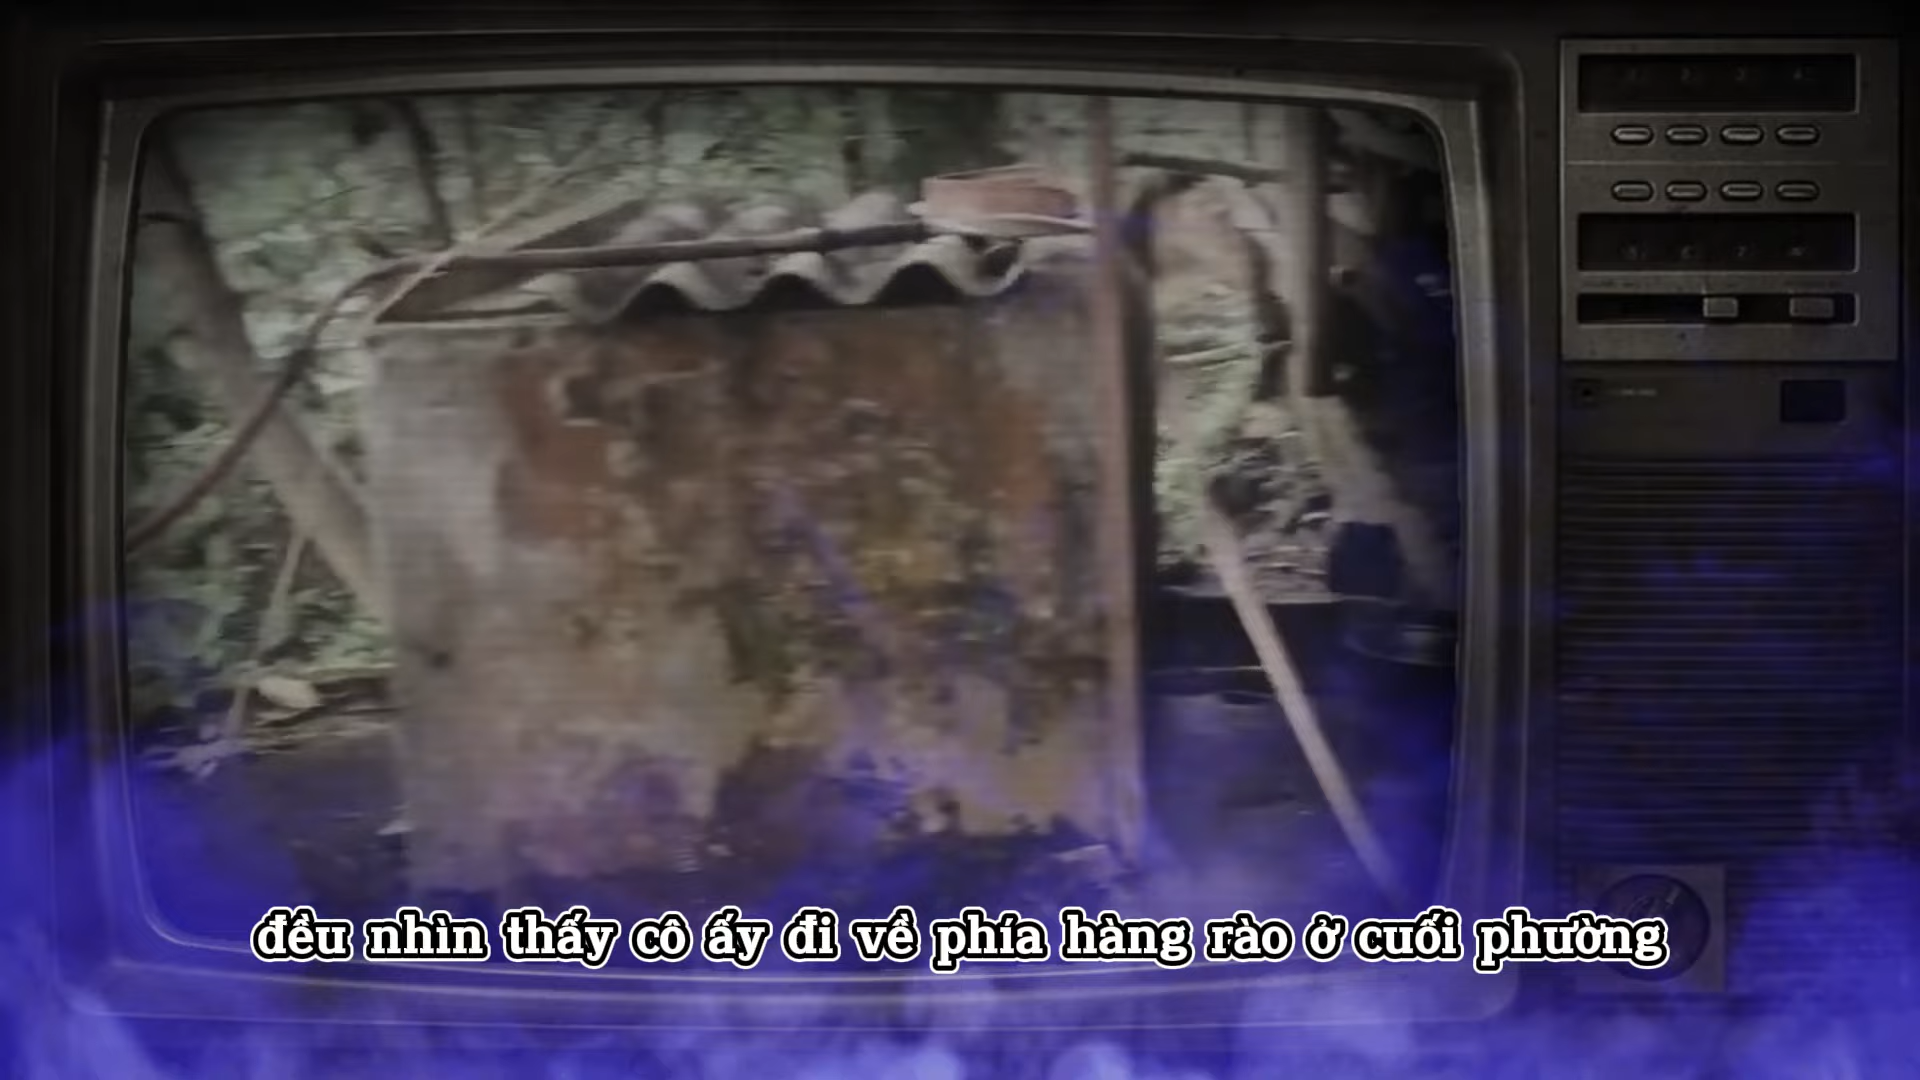 đều nhìn thấy cô ấy đi về phía hàng rào ở cuối phường